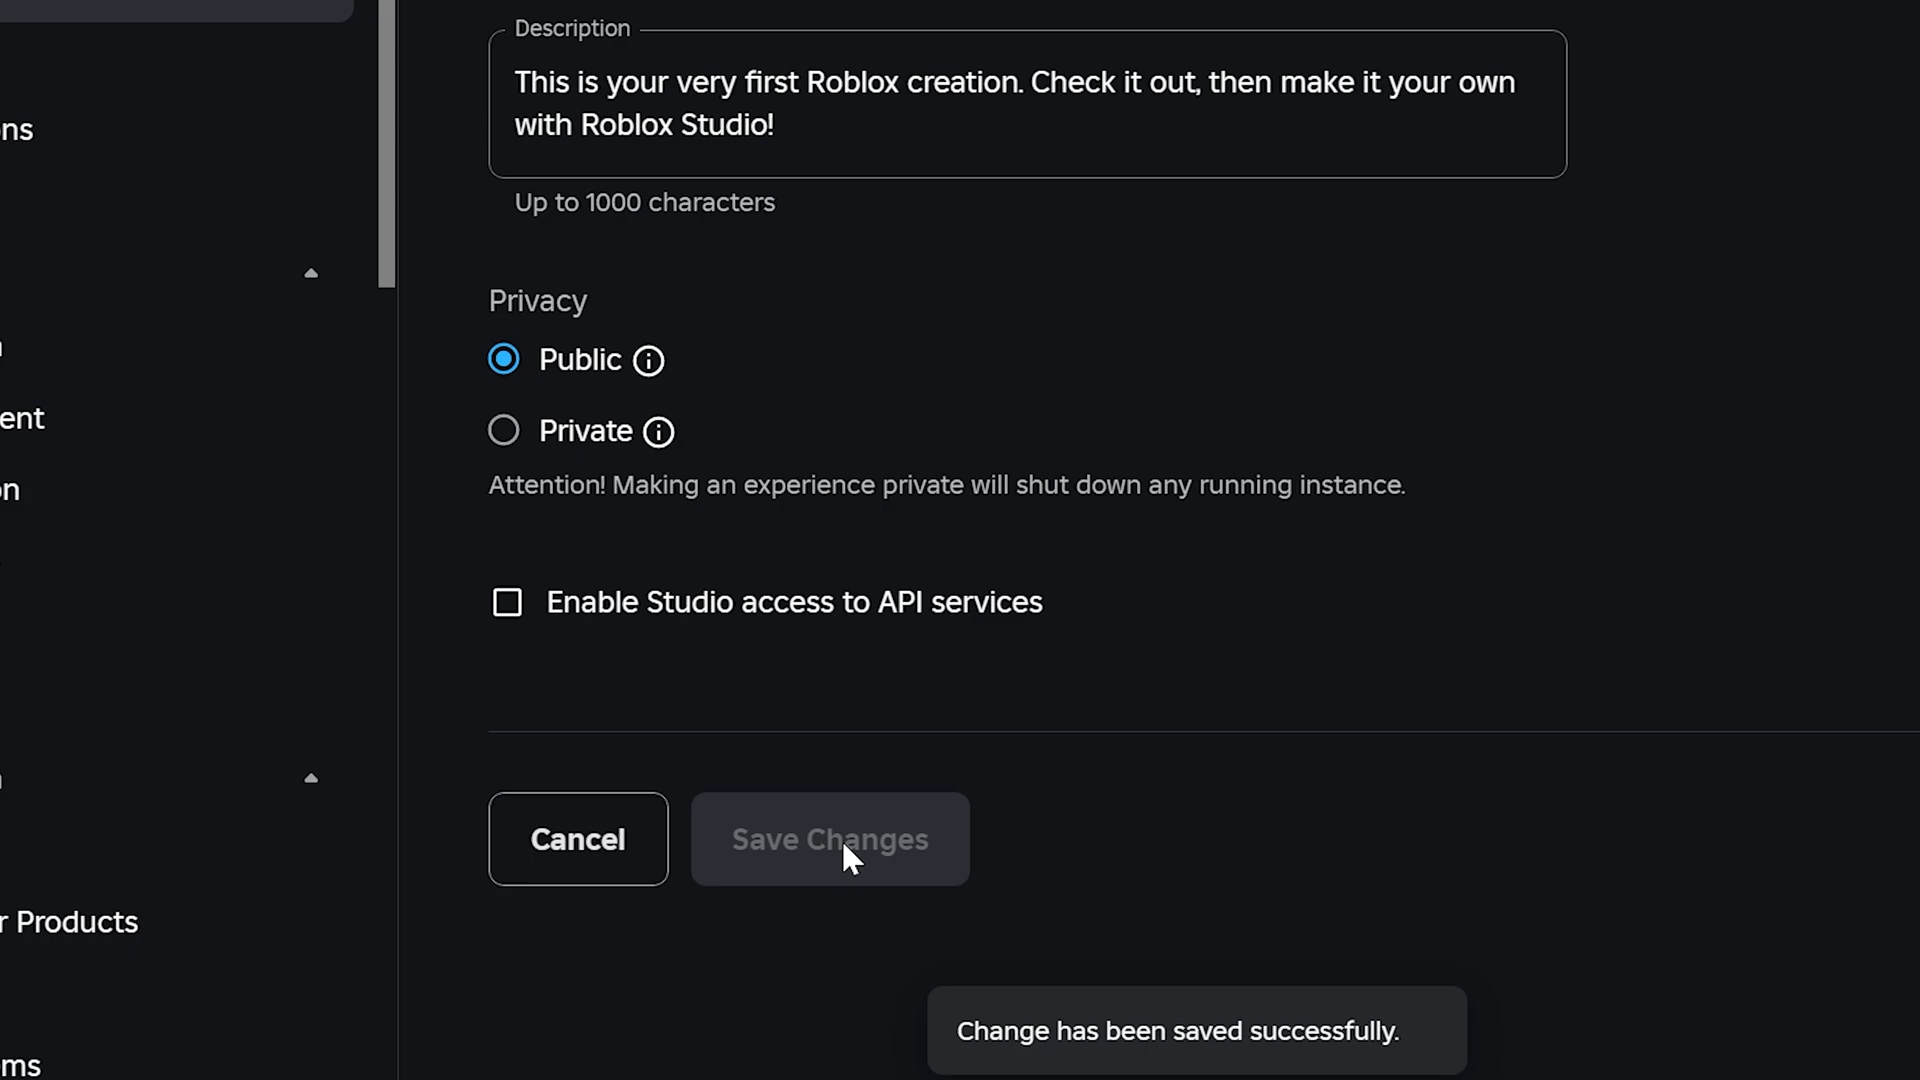 Description
This is your very first Roblox creation. Check it out, then make it your own
with Roblox Studio!
ns
Up to 1000 characters
Privacy
Public
ent
Private
on
Attention! Making an experience private will shut down any running instance.
Enable Studio access to API services
Cancel
Save Changes
r Products
Change has been saved successfully.
ms